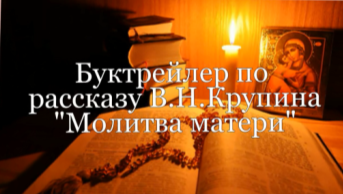 Буктрейлер по
рассказу В.Н.Крупина
"Молитва матери"